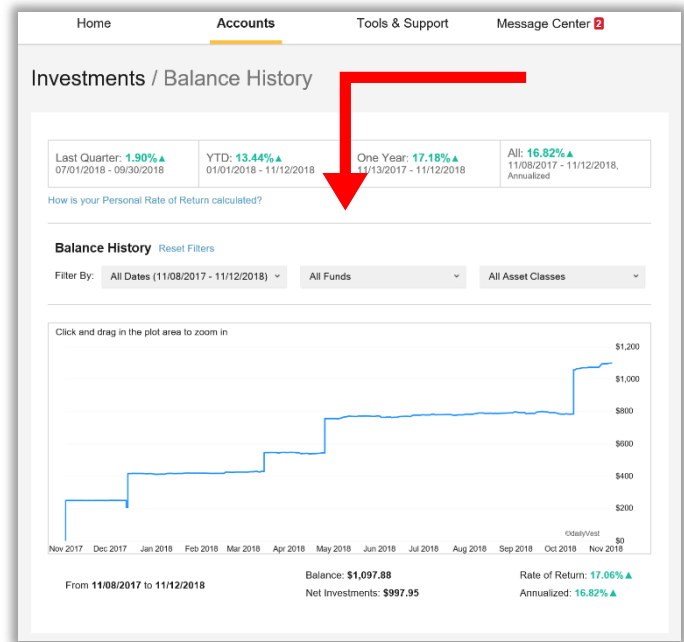 Home Accounts Tools & Support Message Center 2
Investments / Balance History
Last Quarter: 1.90%▲
07/01/2018 - 09/30/2018
YTD: 13.44%▲
01/01/2018 - 11/12/2018
One Year: 17.18%▲
11/13/2017 - 11/12/2018
All: 16.82%▲
11/08/2017 - 11/12/2018,
Annualized
How is your Personal Rate of Return calculated?
Balance History Reset Filters
Filter By: All Dates (11/08/2017 - 11/12/2018) All Funds All Asset Classes
Click and drag in the plot area to zoom in
$1,200
$1,000
$800
$600
$400
$200
©dailyVest
$0
Nov 2017 Dec 2017 Jan 2018 Feb 2018 Mar 2018 Apr 2018 May 2018 Jun 2018 Jul 2018 Aug 2018 Sep 2018 Oct 2018 Nov 2018
From 11/08/2017 to 11/12/2018
Balance: $1,097.88
Net Investments: $997.95
Rate of Return: 17.06%▲
Annualized: 16.82%▲